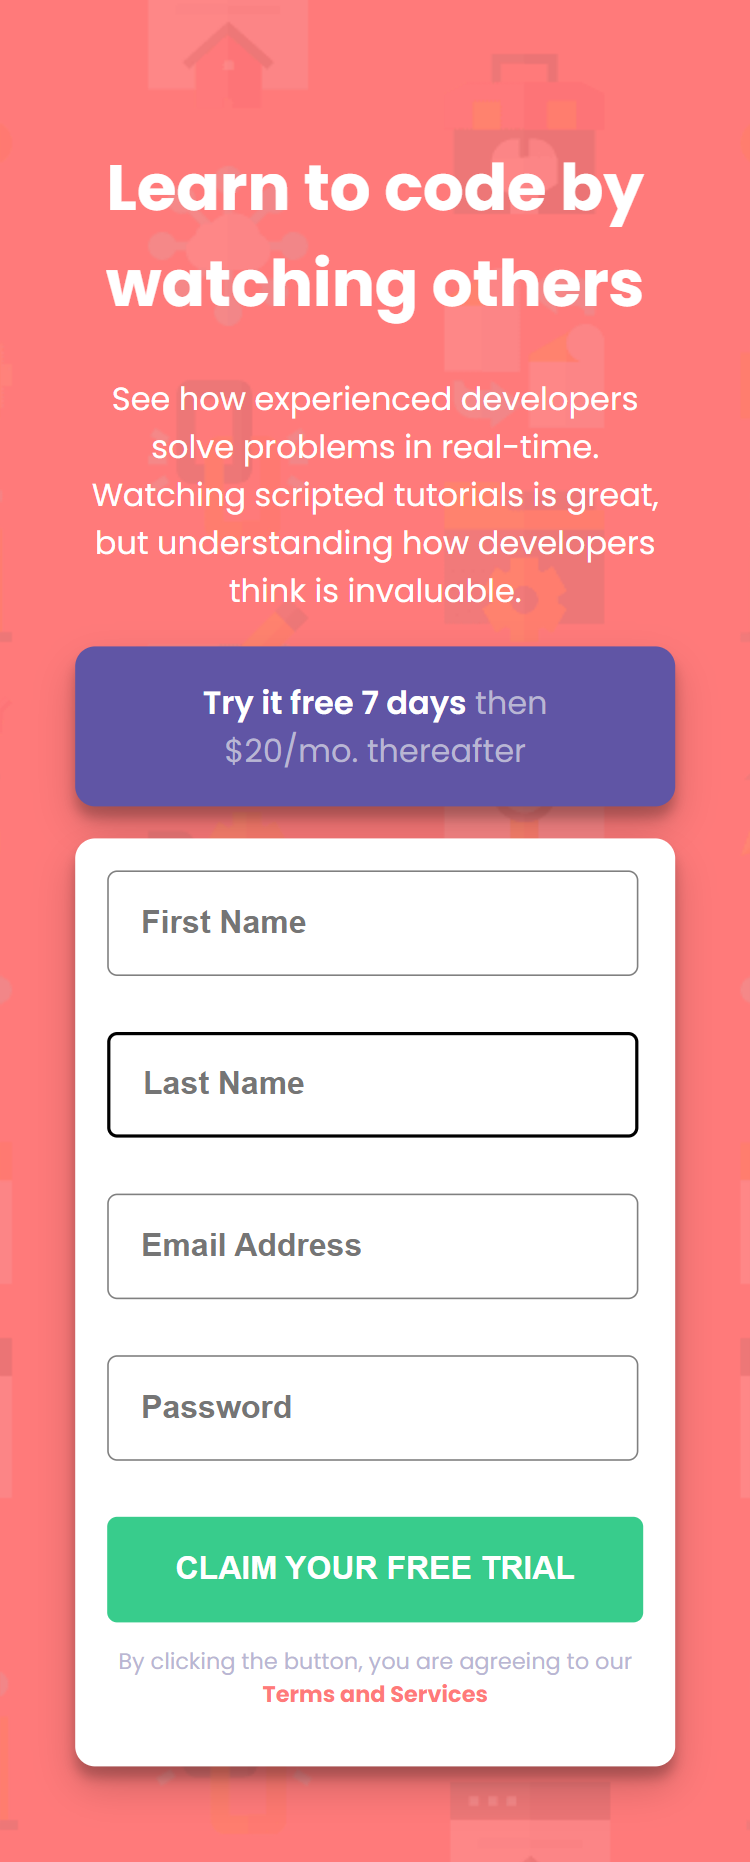 Learn to code by
watching others
See how experienced developers
solve problems in real-time.
Watching scripted tutorials is great,
but understanding how developers
think is invaluable.
Try it free 7 days then
$20/mo. thereafter
First Name
Last Name
Email Address
Password
CLAIM YOUR FREE TRIAL
By clicking the button, you are agreeing to our
Terms and Services